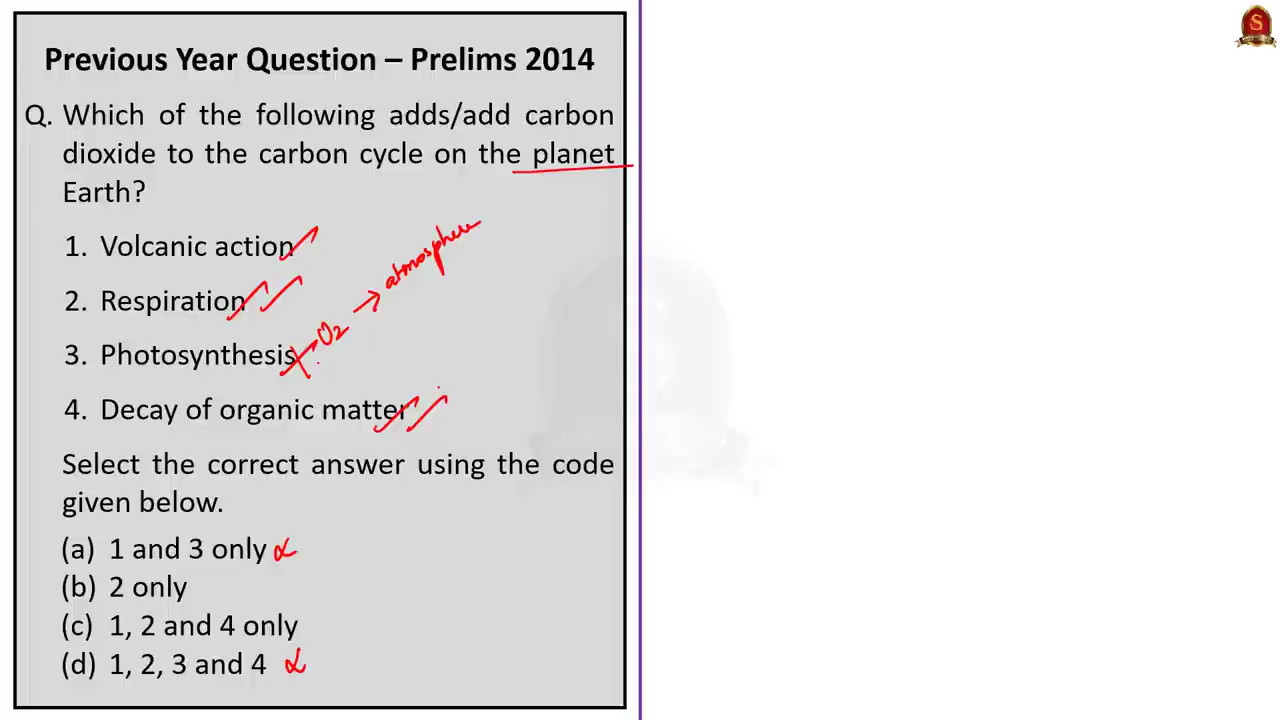 Previous Year Question – Prelims 2014
Q. Which of the following adds/add carbon
dioxide to the carbon cycle on the planet
Earth?
1. Volcanic action
2. Respiration
3. Photosynthesis
O2 → atmosphere
4. Decay of organic matter
Select the correct answer using the code
given below.
(a) 1 and 3 only
(b) 2 only
(c) 1, 2 and 4 only
(d) 1, 2, 3 and 4
S